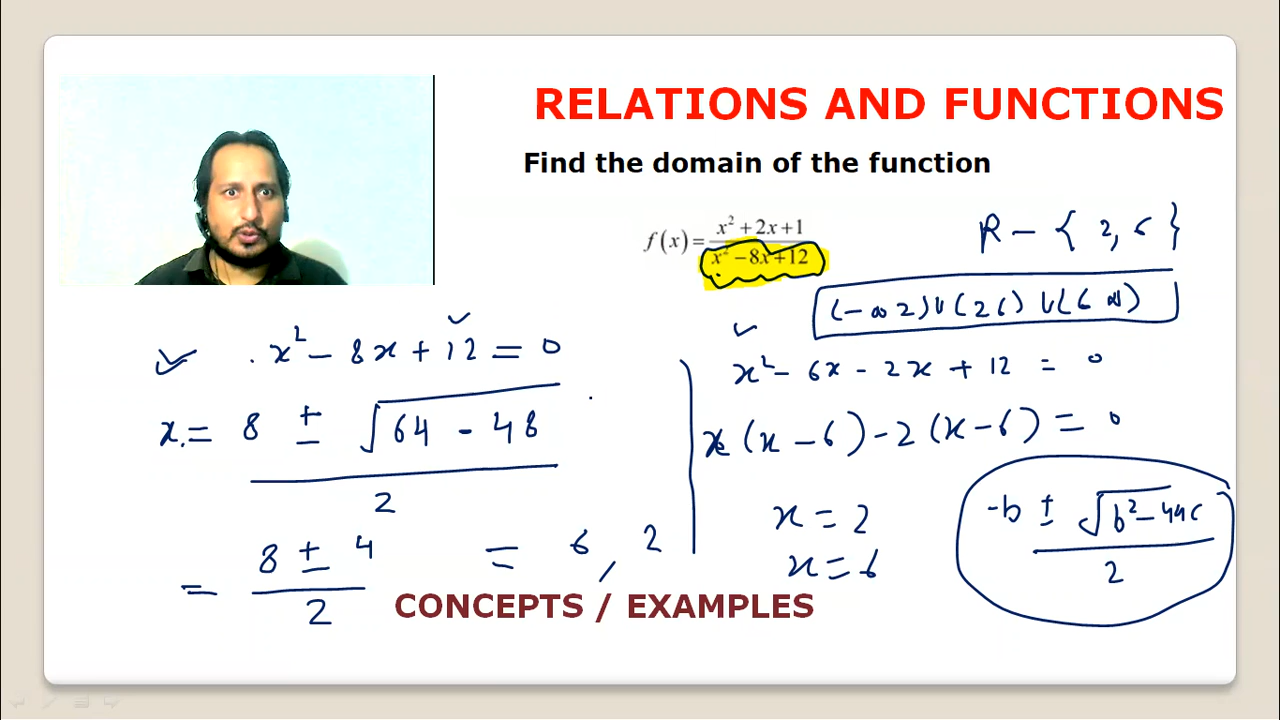 RELATIONS AND FUNCTIONS
Find the domain of the function
f(x) = (x² + 2x + 1) / (x² − 8x + 12)
R − { 2, 6 }
(−∞ 2) ∪ (2 6) ∪ (6 ∞)
x² − 8x + 12 = 0
x = (8 ± √(64 − 48)) / 2
= (8 ± 4) / 2 = 6, 2
x² − 6x − 2x + 12 = 0
x (x − 6) − 2 (x − 6) = 0
x = 2
x = 6
(−b ± √(b² − 4ac)) / 2
CONCEPTS / EXAMPLES